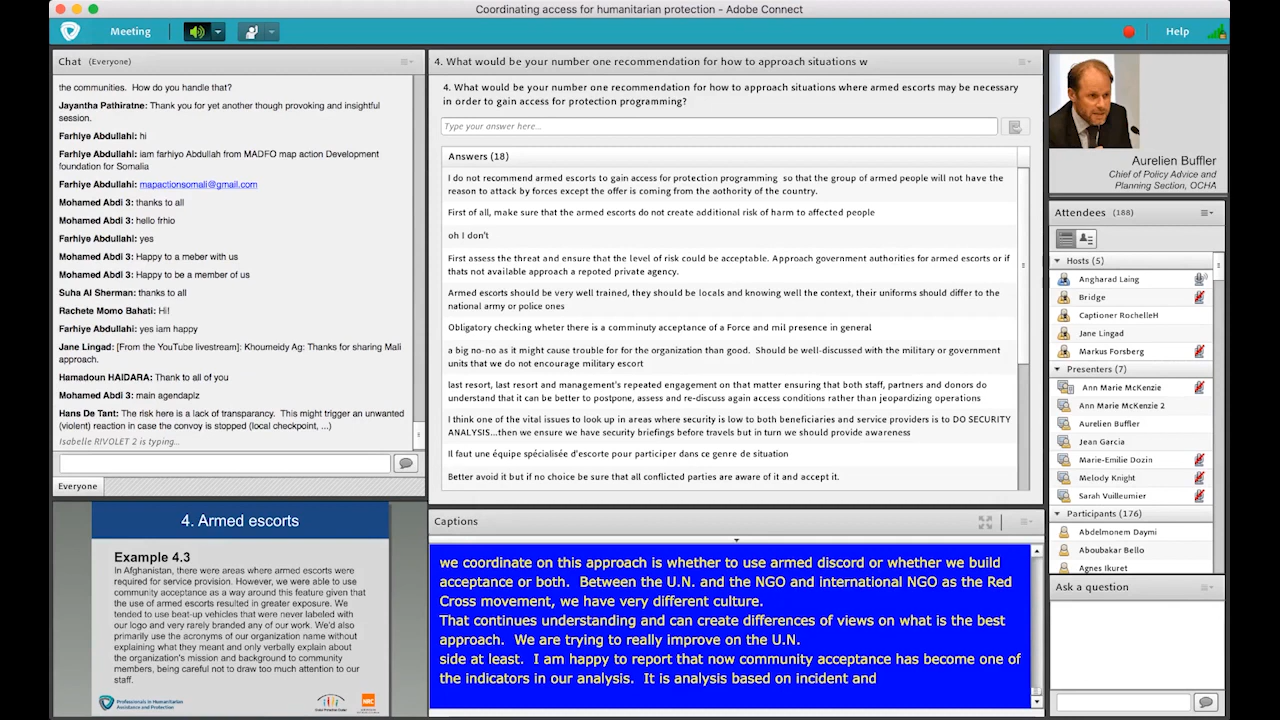 Coordinating access for humanitarian protection - Adobe Connect
Meeting
Help
Chat (Everyone)
the communities. How do you handle that?
Jayantha Pathiratne: Thank you for yet another though provoking and insightful
session.
Farhiye Abdullahi: hi
Farhiye Abdullahi: iam farhiyo Abdullah from MADFO map action Development
foundation for Somalia
Farhiye Abdullahi: mapactionsomali@gmail.com
Mohamed Abdi 3: thanks to all
Mohamed Abdi 3: hello frhio
Farhiye Abdullahi: yes
Mohamed Abdi 3: Happy to a meber with us
Mohamed Abdi 3: Happy to be a member of us
Suha Al Sherman: thanks to all
Rachete Momo Bahati: Hi!
Farhiye Abdullahi: yes iam happy
Jane Lingad: [From the YouTube livestream]: Khoumeidy Ag: Thanks for sharing Mali
approach.
Hamadoun HAIDARA: Thank to all of you
Mohamed Abdi 3: main agendaplz
Hans De Tant: The risk here is a lack of transparancy. This might trigger an unwanted
(violent) reaction in case the convoy is stopped (local checkpoint, ...)
Isabelle RIVOLET 2 is typing...
Everyone
4. Armed escorts
Example 4.3
In Afghanistan, there were areas where armed escorts were
required for service provision. However, we were able to use
community acceptance as a way around this feature given that
the use of armed escorts resulted in greater exposure. We
tended to use beat-up vehicles that were never labeled with
our logo and very rarely branded any of our work. We'd also
primarily use the acronyms of our organization name without
explaining what they meant and only verbally explain about
the organization's mission and background to community
members, being careful not to draw too much attention to our
staff.
Professionals in Humanitarian
Assistance and Protection
Global Protection Cluster
NRC
4. What would be your number one recommendation for how to approach situations w
4. What would be your number one recommendation for how to approach situations where armed escorts may be necessary
in order to gain access for protection programming?
Type your answer here...
Answers (18)
I do not recommend armed escorts to gain access for protection programming so that the group of armed people will not have the
reason to attack by forces except the offer is coming from the aothority of the country.
First of all, make sure that the armed escorts do not create additional risk of harm to affected people
oh I don't
First assess the threat and ensure that the level of risk could be acceptable. Approach government authorities for armed escorts or if
thats not available approach a repoted private agency.
Armed escorts should be very well trained, they should be locals and knowing well the context, their uniforms should differ to the
national army or police ones
Obligatory checking wheter there is a comminuty acceptance of a Force and mil presence in general
a big no-no as it might cause trouble for for the organization than good. Should be well-discussed with the military or government
units that we do not encourage military escort
last resort, last resort and management's repeated engagement on that matter ensuring that both staff, partners and donors do
understand that it can be better to postpone, assess and re-discuss again access conditions rather than jeopardizing operations
I think one of the vital issues to look up in areas where security is low to both beneficiaries and service providers is to DO SECURITY
ANALYSIS...then we ensure we have security briefings before travels but in turn we should provide awareness
Il faut une équipe spécialisée d'escorte pour participer dans ce genre de situation
Better avoid it but if no choice be sure that all conflicted parties are aware of it and accept it.
Captions
we coordinate on this approach is whether to use armed discord or whether we build
acceptance or both. Between the U.N. and the NGO and international NGO as the Red
Cross movement, we have very different culture.
That continues understanding and can create differences of views on what is the best
approach. We are trying to really improve on the U.N.
side at least. I am happy to report that now community acceptance has become one of
the indicators in our analysis. It is analysis based on incident and
Aurelien Buffler
Chief of Policy Advice and
Planning Section, OCHA
Attendees (188)
Hosts (5)
Angharad Laing
Bridge
Captioner RochelleH
Jane Lingad
Markus Forsberg
Presenters (7)
Ann Marie McKenzie
Ann Marie McKenzie 2
Aurelien Buffler
Jean Garcia
Marie-Emilie Dozin
Melody Knight
Sarah Vuilleumier
Participants (176)
Abdelmonem Daymi
Aboubakar Bello
Agnes Ikuret
Ask a question